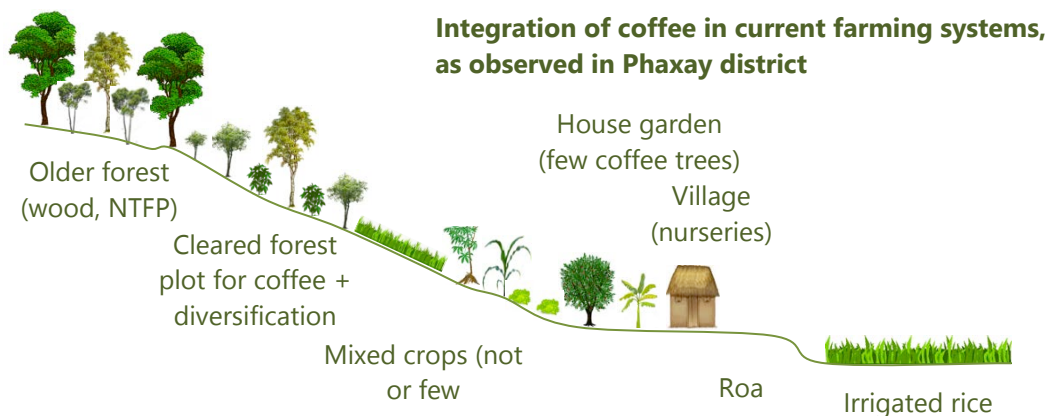 Integration of coffee in current farming systems,
as observed in Phaxay district
House garden
(few coffee trees)
Village
(nurseries)
Older forest
(wood, NTFP)
Cleared forest
plot for coffee +
diversification
Mixed crops (not
or few
Roa
Irrigated rice